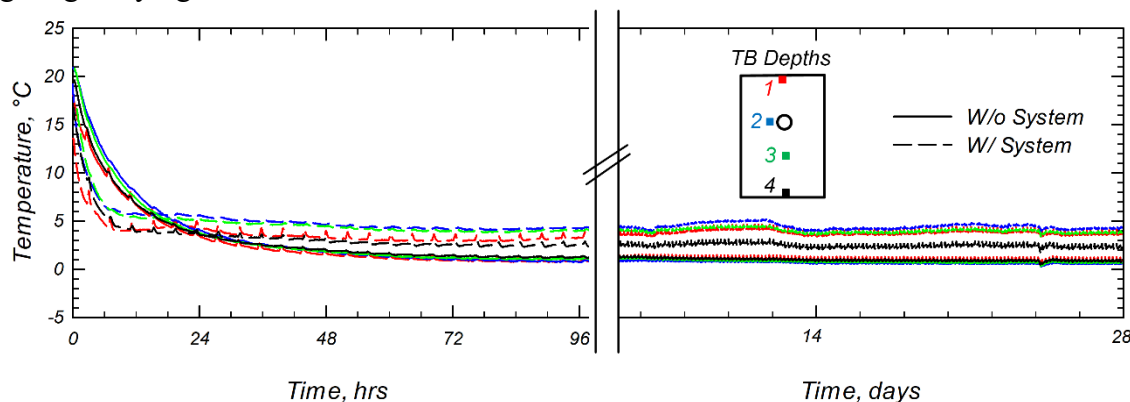 25
20
15
10
5
0
-5
Temperature, °C
0 24 48 72 96
Time, hrs
TB Depths
1
2
3
4
W/o System
W/ System
14 28
Time, days